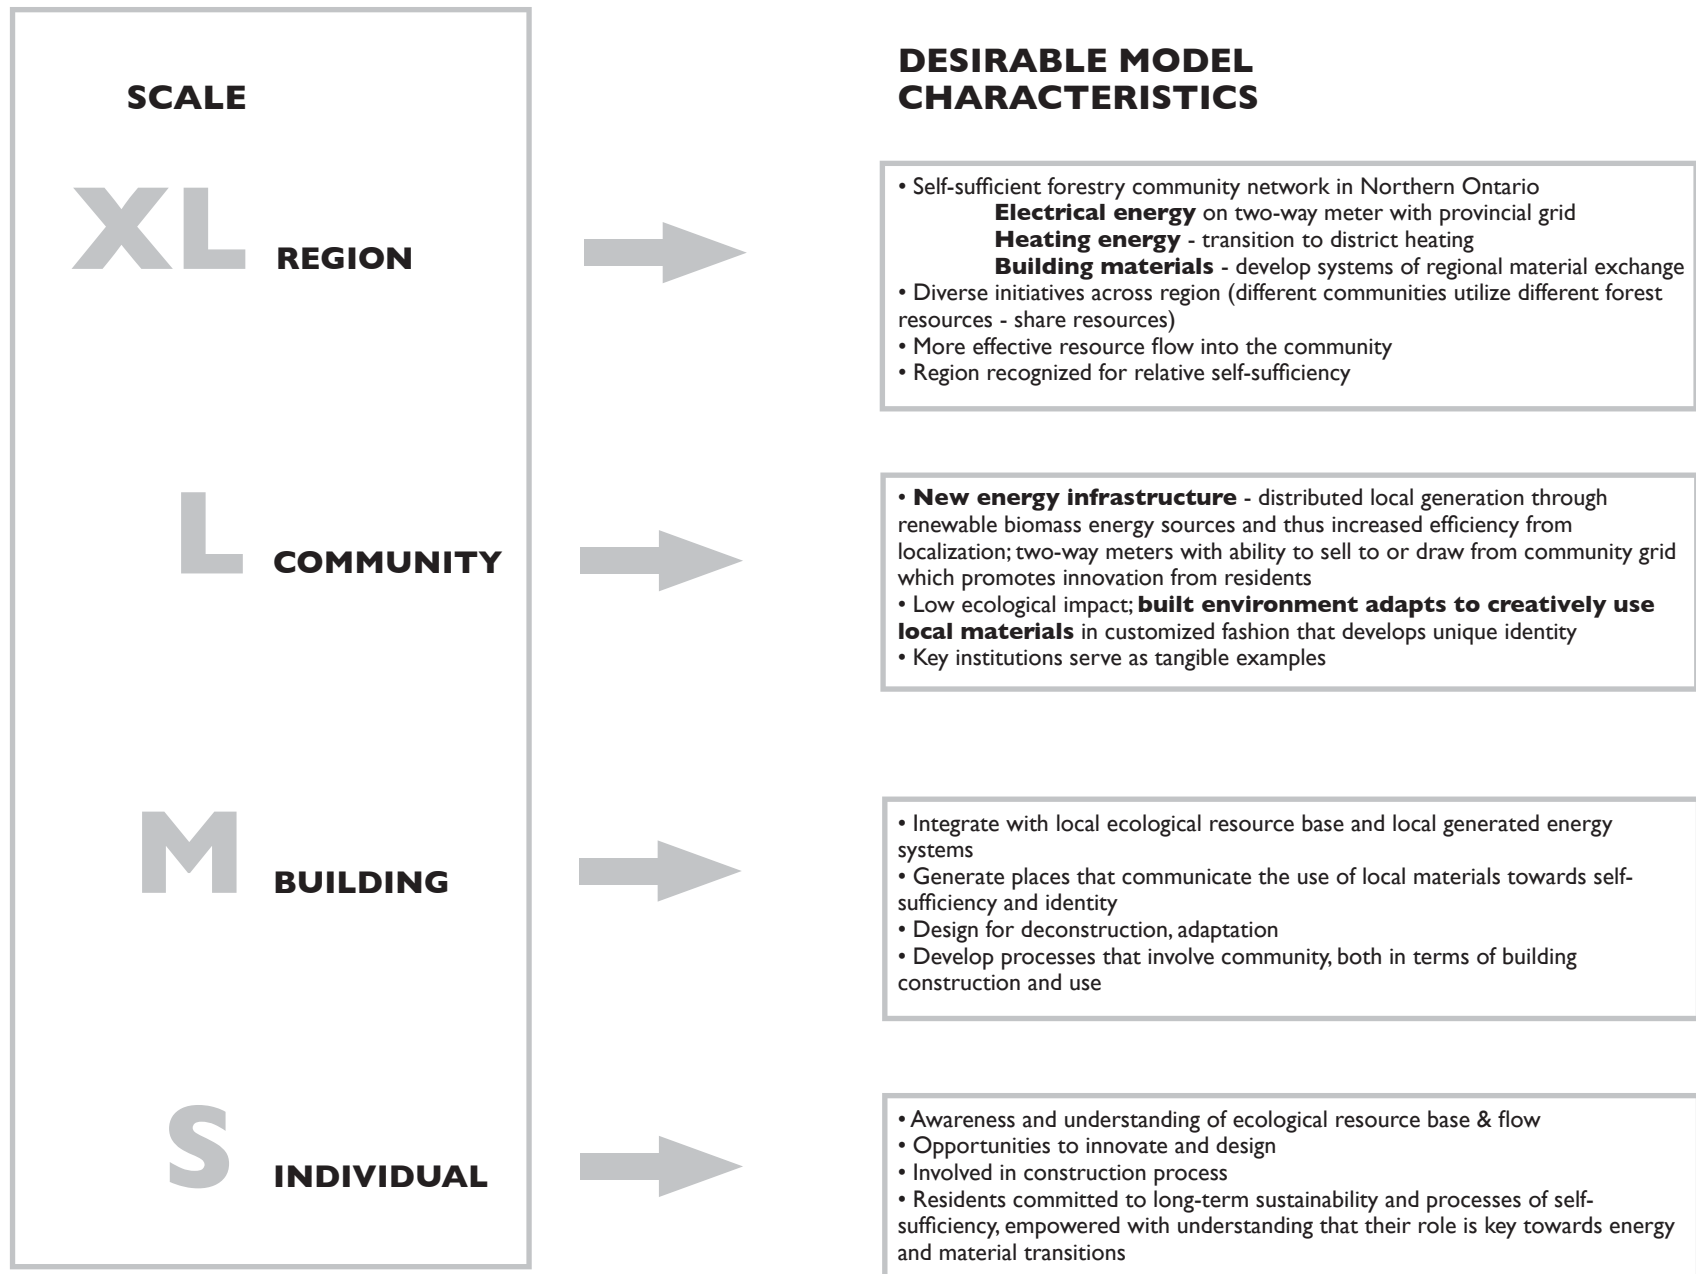 SCALE
DESIRABLE MODEL
CHARACTERISTICS
XL REGION
• Self-sufficient forestry community network in Northern Ontario
Electrical energy on two-way meter with provincial grid
Heating energy - transition to district heating
Building materials - develop systems of regional material exchange
• Diverse initiatives across region (different communities utilize different forest
resources - share resources)
• More effective resource flow into the community
• Region recognized for relative self-sufficiency
L COMMUNITY
• New energy infrastructure - distributed local generation through
renewable biomass energy sources and thus increased efficiency from
localization; two-way meters with ability to sell to or draw from community grid
which promotes innovation from residents
• Low ecological impact; built environment adapts to creatively use
local materials in customized fashion that develops unique identity
• Key institutions serve as tangible examples
M BUILDING
• Integrate with local ecological resource base and local generated energy
systems
• Generate places that communicate the use of local materials towards self-
sufficiency and identity
• Design for deconstruction, adaptation
• Develop processes that involve community, both in terms of building
construction and use
S INDIVIDUAL
• Awareness and understanding of ecological resource base & flow
• Opportunities to innovate and design
• Involved in construction process
• Residents committed to long-term sustainability and processes of self-
sufficiency, empowered with understanding that their role is key towards energy
and material transitions